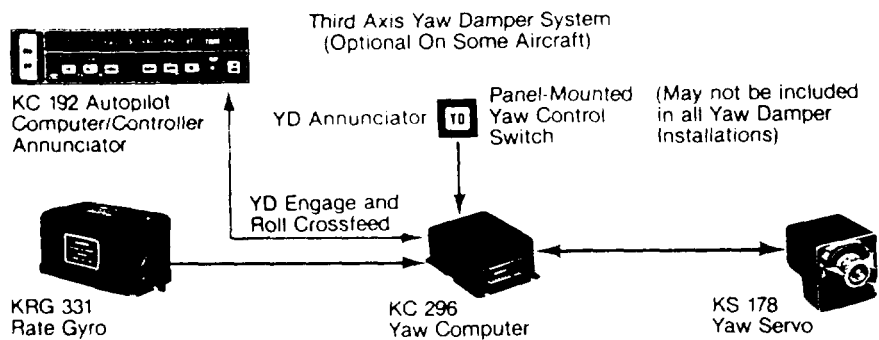 Third Axis Yaw Damper System
(Optional On Some Aircraft)
KC 192 Autopilot
Computer/Controller
Annunciator
YD Annunciator
YD
Panel-Mounted
Yaw Control
Switch
(May not be included
in all Yaw Damper
Installations)
YD Engage and
Roll Crossfeed
KRG 331
Rate Gyro
KC 296
Yaw Computer
KS 178
Yaw Servo